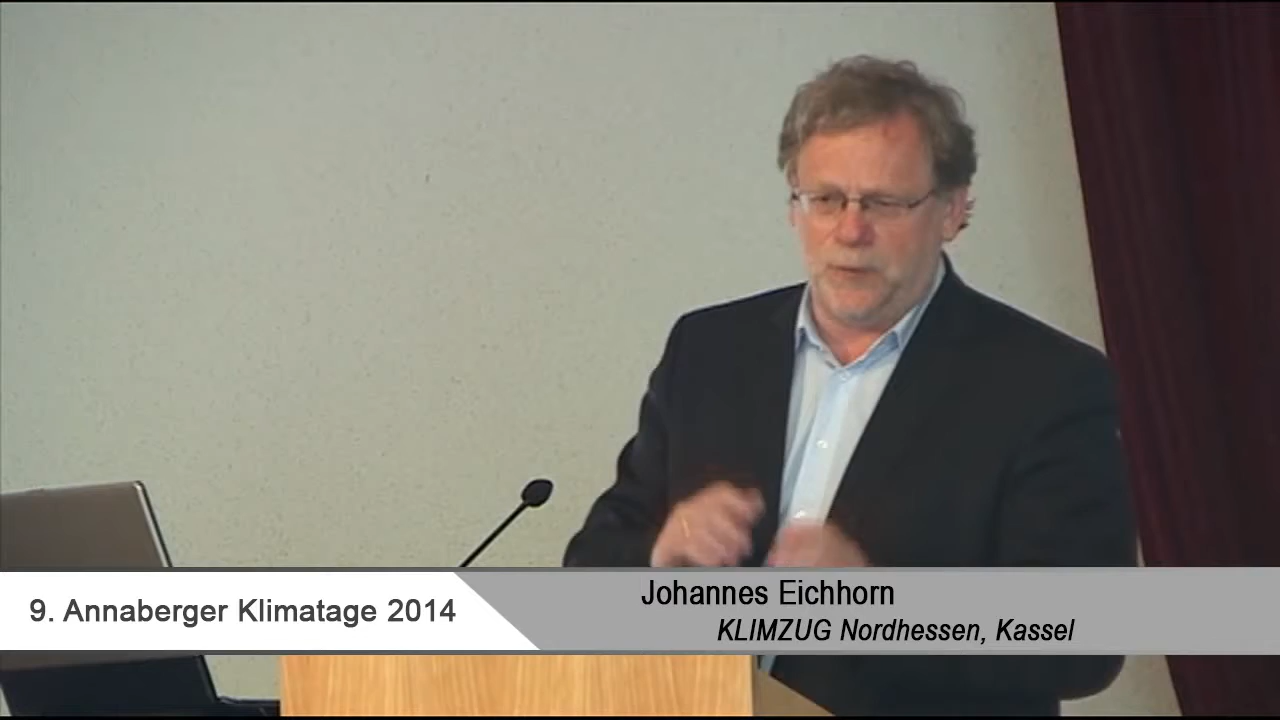 9. Annaberger Klimatage 2014
Johannes Eichhorn
KLIMZUG Nordhessen, Kassel